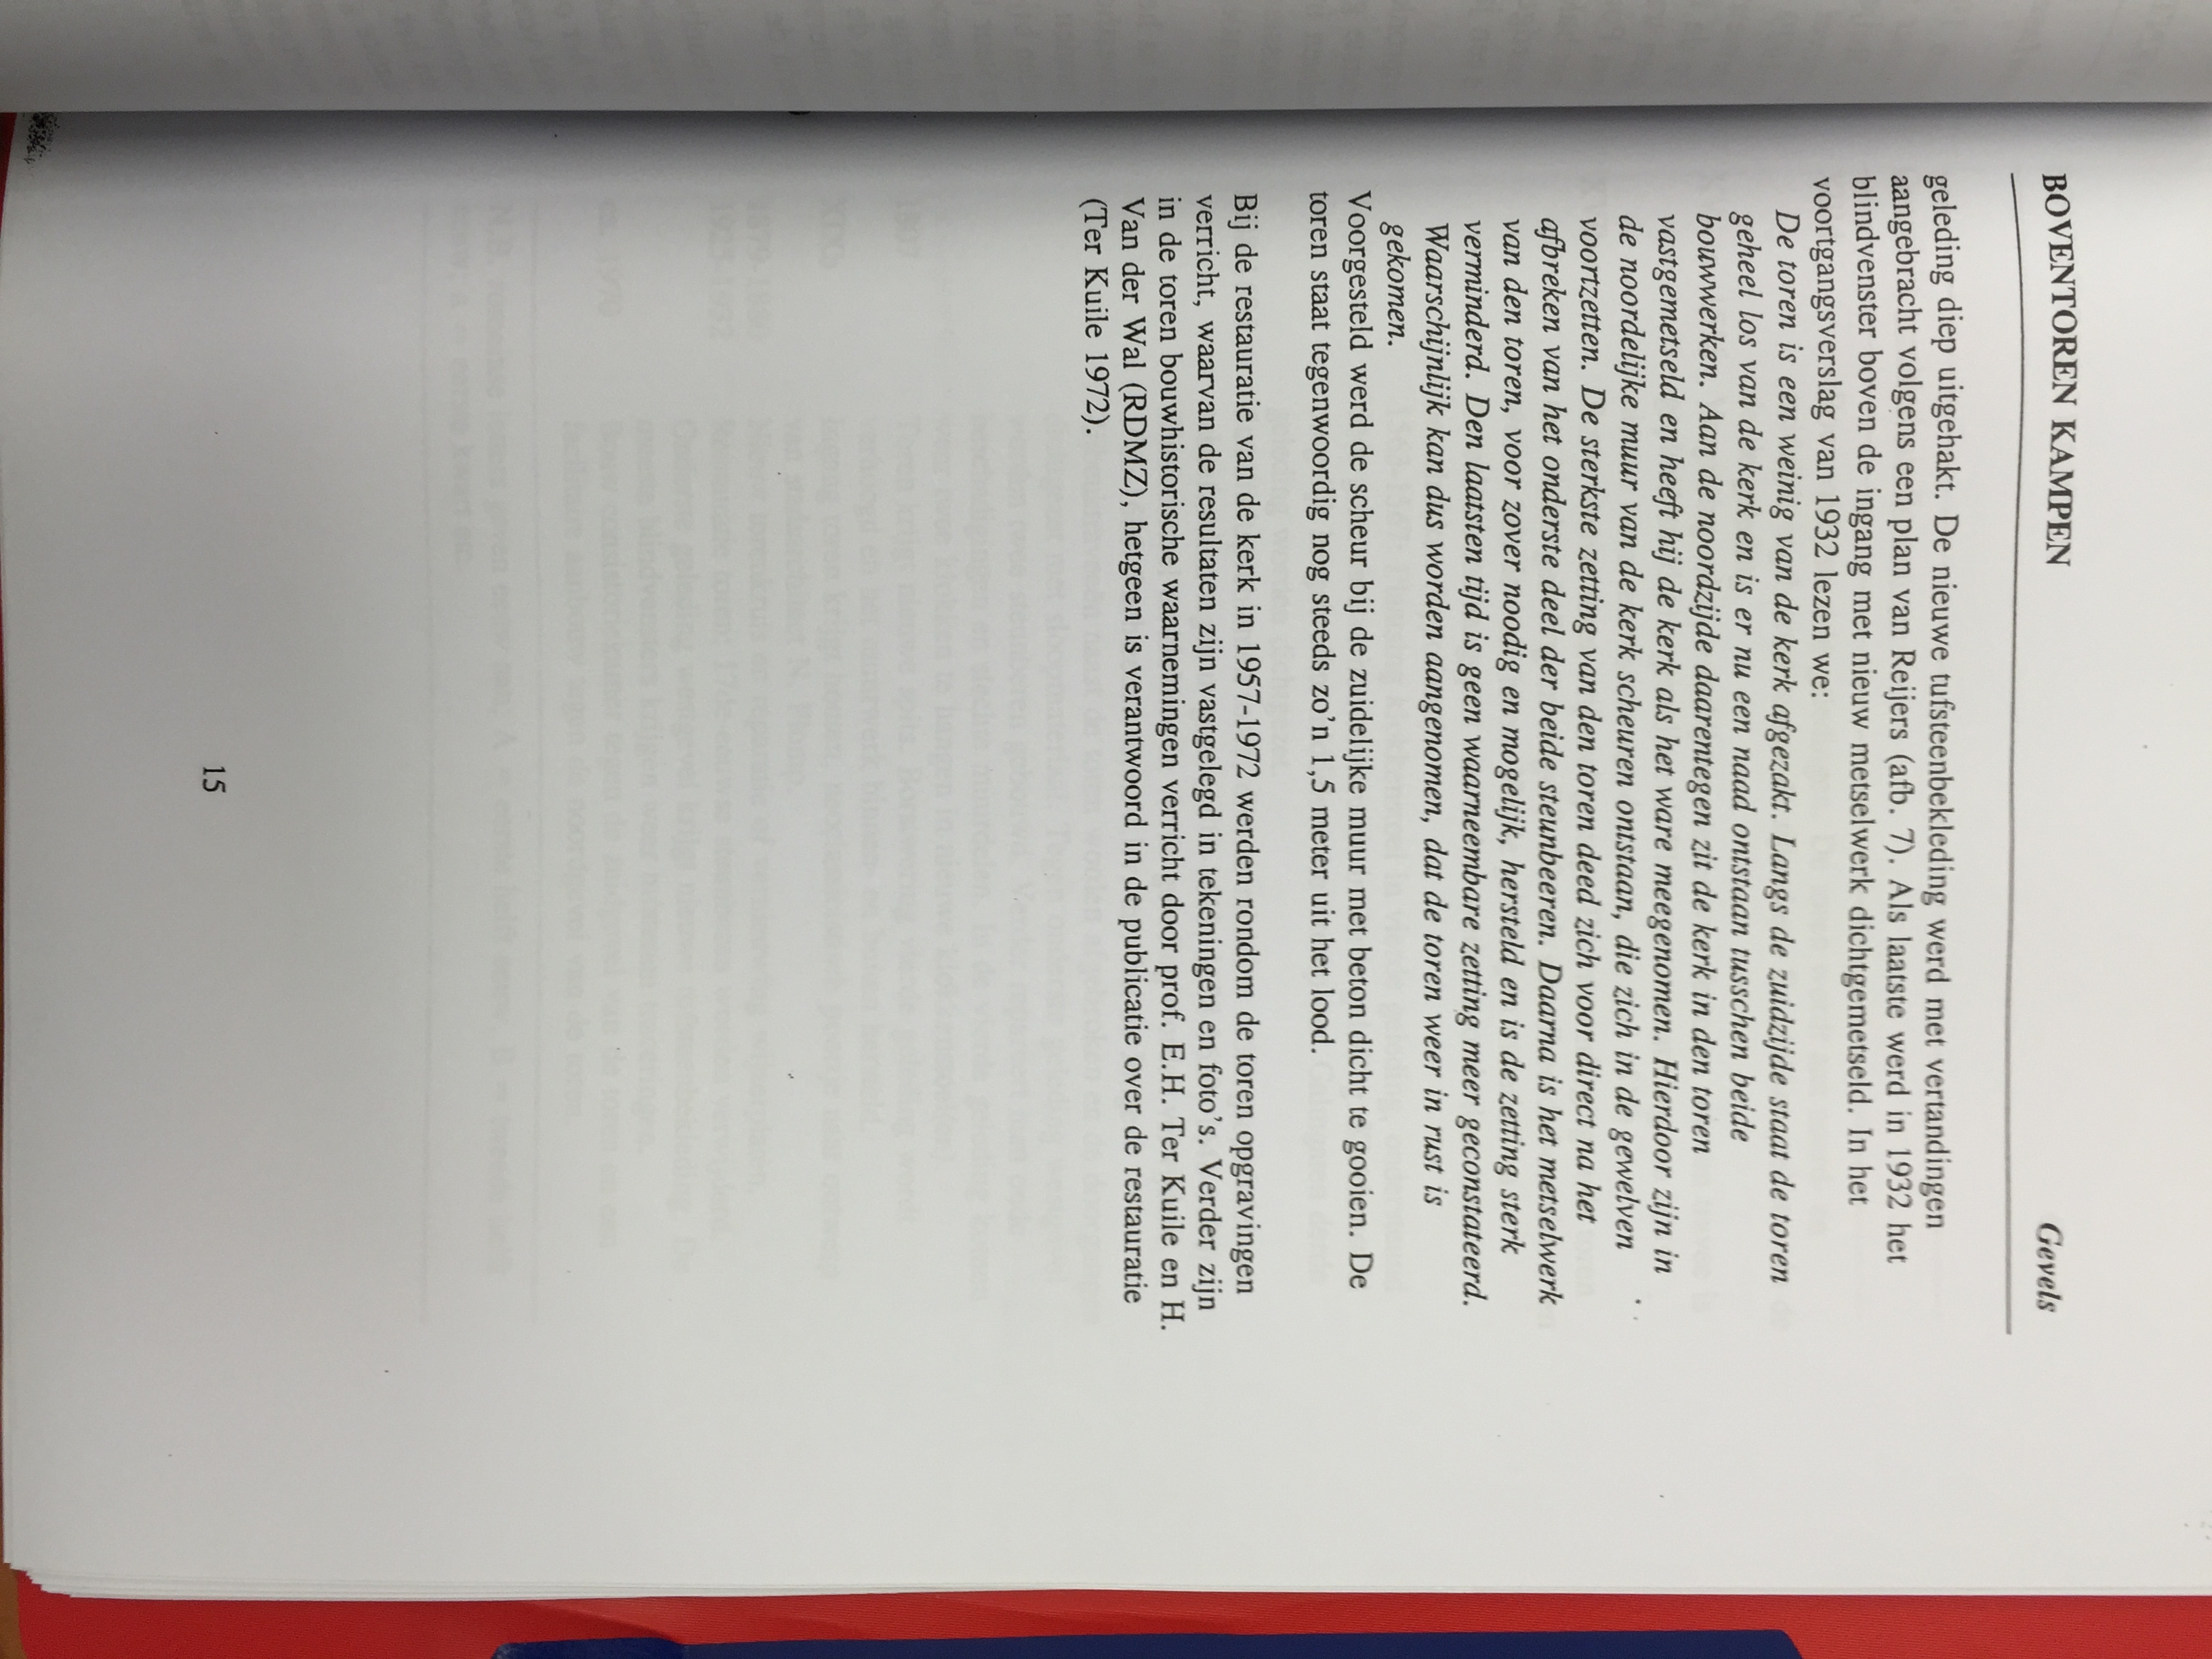 BOVENTOREN KAMPEN Gevels
geleding diep uitgehakt. De nieuwe tufsteenbekleding werd met vertandingen
aangebracht volgens een plan van Reijers (afb. 7). Als laatste werd in 1932 het
blindvenster boven de ingang met nieuw metselwerk dichtgemetseld. In het
voortgangsverslag van 1932 lezen we:
De toren is een weinig van de kerk afgezakt. Langs de zuidzijde staat de toren
geheel los van de kerk en is er nu een naad ontstaan tusschen beide
bouwwerken. Aan de noordzijde daarentegen zit de kerk in den toren
vastgemetseld en heeft hij de kerk als het ware meegenomen. Hierdoor zijn in
de noordelijke muur van de kerk scheuren ontstaan, die zich in de gewelven
voortzetten. De sterkste zetting van den toren deed zich voor direct na het
afbreken van het onderste deel der beide steunbeeren. Daarna is het metselwerk
van den toren, voor zover noodig en mogelijk, hersteld en is de zetting sterk
verminderd. Den laatsten tijd is geen waarneembare zetting meer geconstateerd.
Waarschijnlijk kan dus worden aangenomen, dat de toren weer in rust is
gekomen.
Voorgesteld werd de scheur bij de zuidelijke muur met beton dicht te gooien. De
toren staat tegenwoordig nog steeds zo'n 1,5 meter uit het lood.
Bij de restauratie van de kerk in 1957-1972 werden rondom de toren opgravingen
verricht, waarvan de resultaten zijn vastgelegd in tekeningen en foto's. Verder zijn
in de toren bouwhistorische waarnemingen verricht door prof. E.H. Ter Kuile en H.
Van der Wal (RDMZ), hetgeen is verantwoord in de publicatie over de restauratie
(Ter Kuile 1972).
15